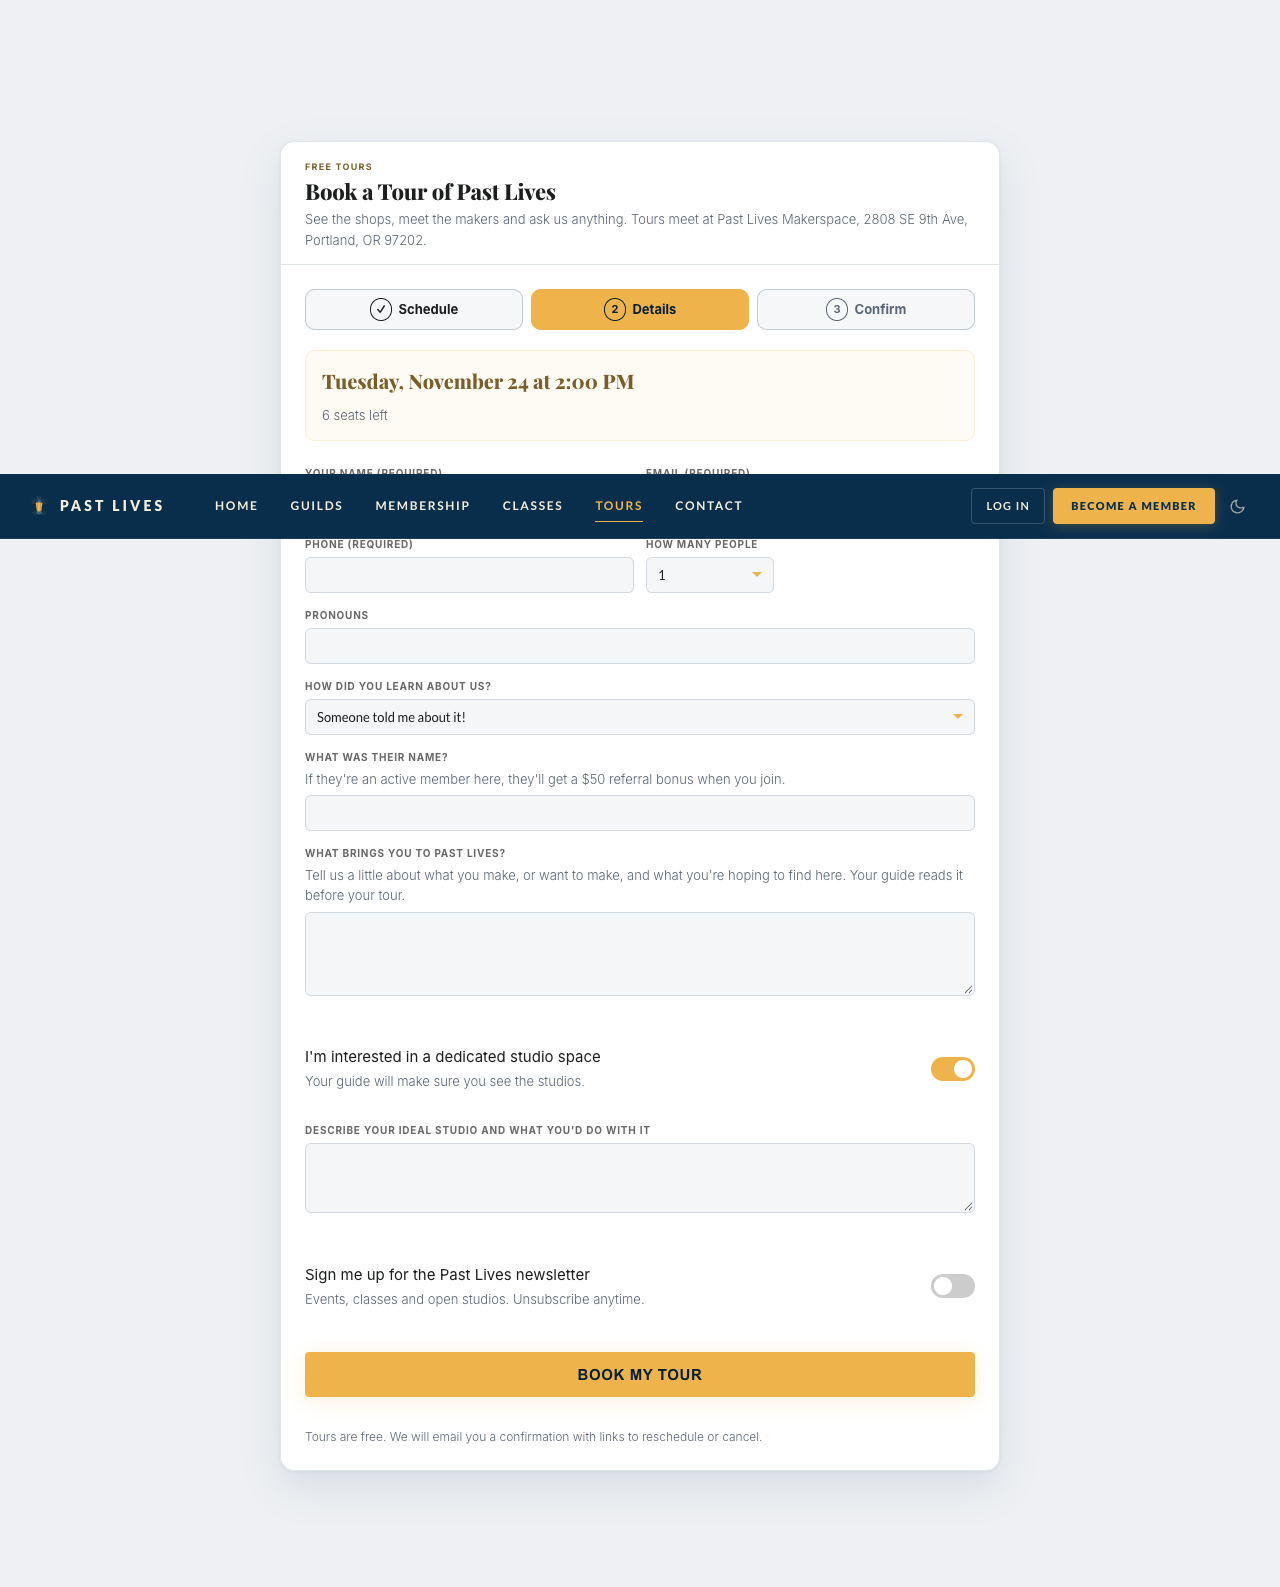 FREE TOURS
Book a Tour of Past Lives
See the shops, meet the makers and ask us anything. Tours meet at Past Lives Makerspace, 2808 SE 9th Ave,
Portland, OR 97202.
Schedule
2 Details
3 Confirm
Tuesday, November 24 at 2:00 PM
6 seats left
YOUR NAME (REQUIRED)
EMAIL (REQUIRED)
PAST LIVES
HOME
GUILDS
MEMBERSHIP
CLASSES
TOURS
CONTACT
LOG IN
BECOME A MEMBER
PHONE (REQUIRED)
HOW MANY PEOPLE
1
PRONOUNS
HOW DID YOU LEARN ABOUT US?
Someone told me about it!
WHAT WAS THEIR NAME?
If they're an active member here, they'll get a $50 referral bonus when you join.
WHAT BRINGS YOU TO PAST LIVES?
Tell us a little about what you make, or want to make, and what you're hoping to find here. Your guide reads it
before your tour.
I'm interested in a dedicated studio space
Your guide will make sure you see the studios.
DESCRIBE YOUR IDEAL STUDIO AND WHAT YOU'D DO WITH IT
Sign me up for the Past Lives newsletter
Events, classes and open studios. Unsubscribe anytime.
BOOK MY TOUR
Tours are free. We will email you a confirmation with links to reschedule or cancel.